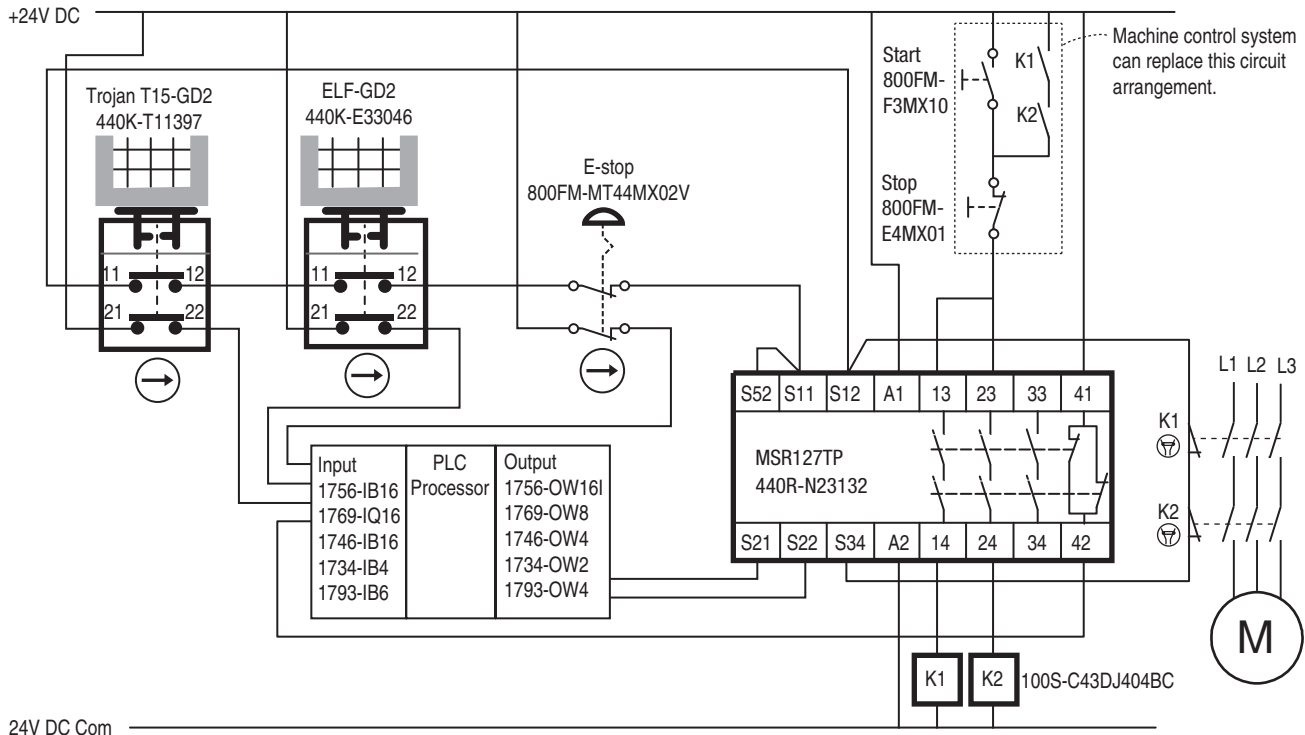 +24V DC
Trojan T15-GD2
440K-T11397
11
12
21
22
ELF-GD2
440K-E33046
11
12
21
22
E-stop
800FM-MT44MX02V
Start
800FM-
F3MX10
K1
K2
Stop
800FM-
E4MX01
Machine control system
can replace this circuit
arrangement.
S52 S11 S12 A1 13 23 33 41
MSR127TP
440R-N23132
S21 S22 S34 A2 14 24 34 42
L1 L2 L3
K1
K2
M
Input
1756-IB16
1769-IQ16
1746-IB16
1734-IB4
1793-IB6
PLC
Processor
Output
1756-OW16I
1769-OW8
1746-OW4
1734-OW2
1793-OW4
K1
K2
100S-C43DJ404BC
24V DC Com